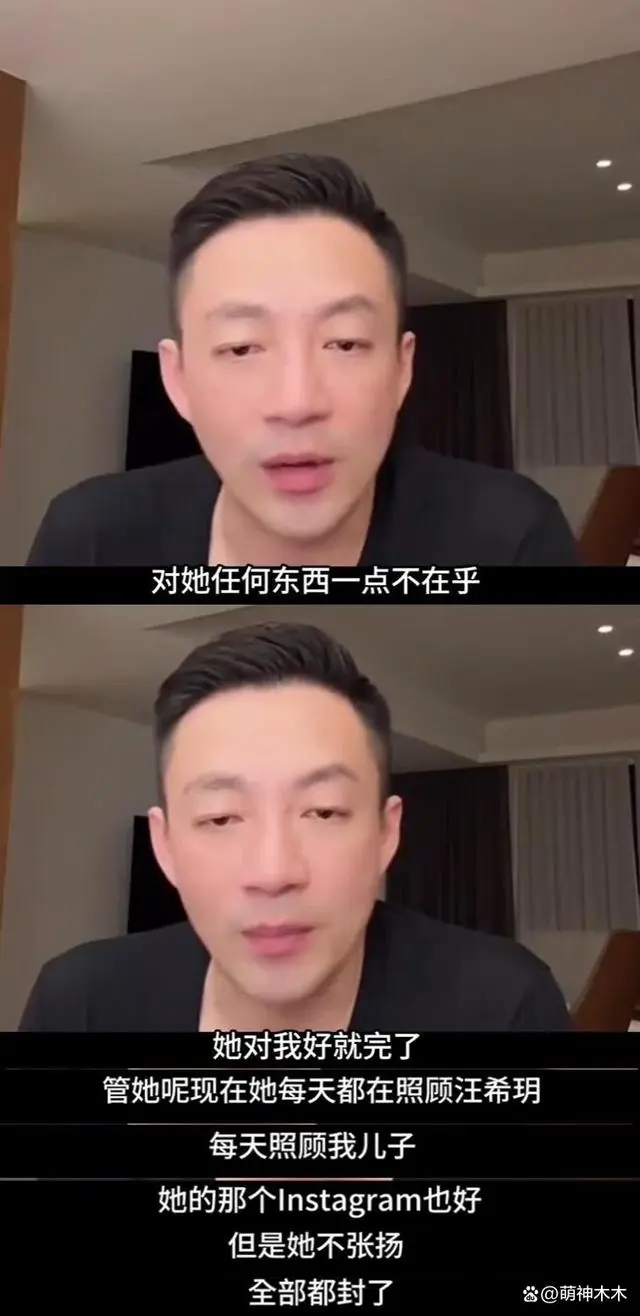 对她任何东西一点不在乎
她对我好就完了
管她呢现在她每天都在照顾汪希玥
每天照顾我儿子
她的那个Instagram也好
但是她不张扬
全部都封了
@萌神木木